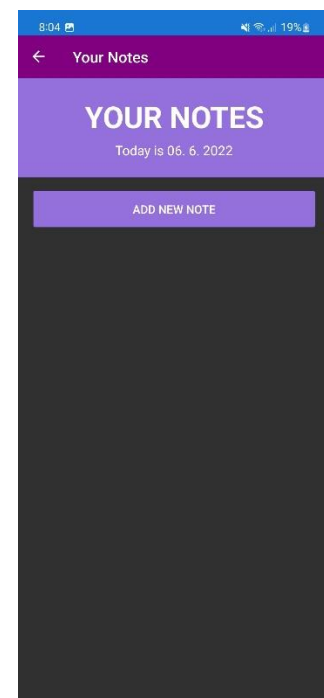 8:04 19%
Your Notes
YOUR NOTES
Today is 06. 6. 2022
ADD NEW NOTE